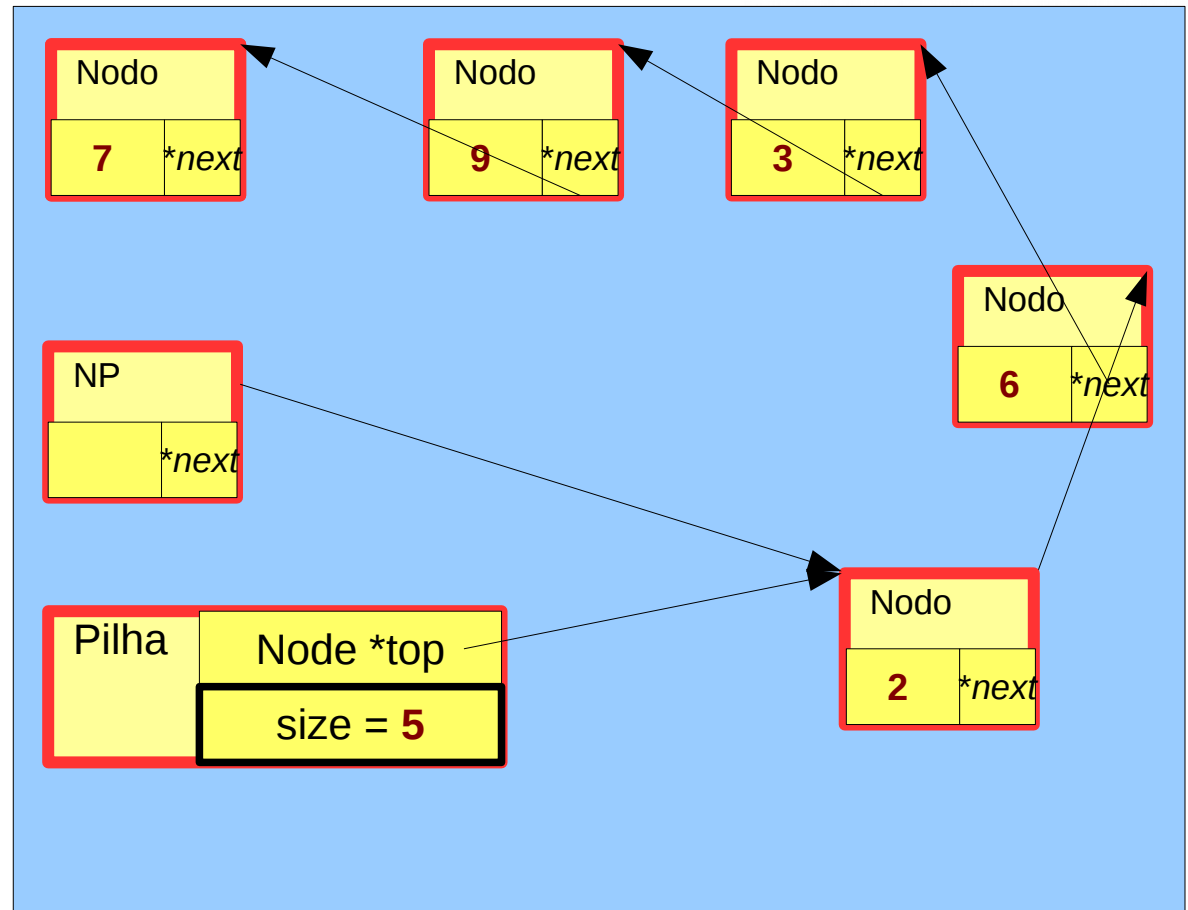 Nodo
7 *next
Nodo
9 *next
Nodo
3 *next
Nodo
6 *next
NP
*next
Pilha
Node *top
size = 5
Nodo
2 *next